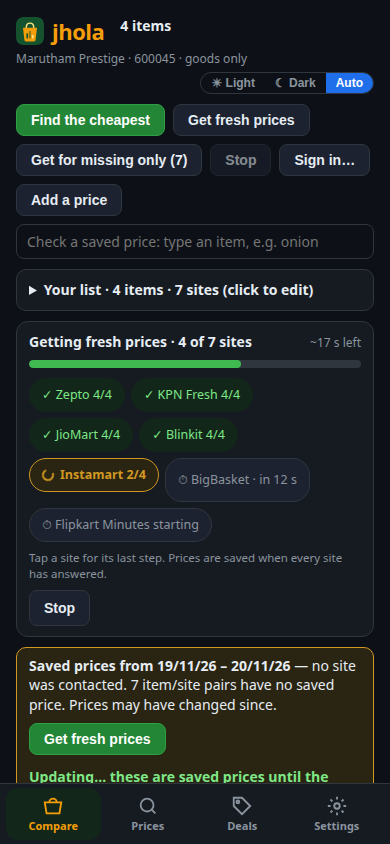 jhola 4 items
Marutham Prestige · 600045 · goods only
☀ Light ☾ Dark Auto
Find the cheapest Get fresh prices
Get for missing only (7) Stop Sign in…
Add a price
Check a saved price: type an item, e.g. onion
▶ Your list · 4 items · 7 sites (click to edit)
Getting fresh prices · 4 of 7 sites ~17 s left
✓ Zepto 4/4 ✓ KPN Fresh 4/4
✓ JioMart 4/4 ✓ Blinkit 4/4
Instamart 2/4 ⏱ BigBasket · in 12 s
⏱ Flipkart Minutes starting
Tap a site for its last step. Prices are saved when every site
has answered.
Stop
Saved prices from 19/11/26 – 20/11/26 — no site
was contacted. 7 item/site pairs have no saved
price. Prices may have changed since.
Get fresh prices
Updating… these are saved prices until the
Compare Prices Deals Settings